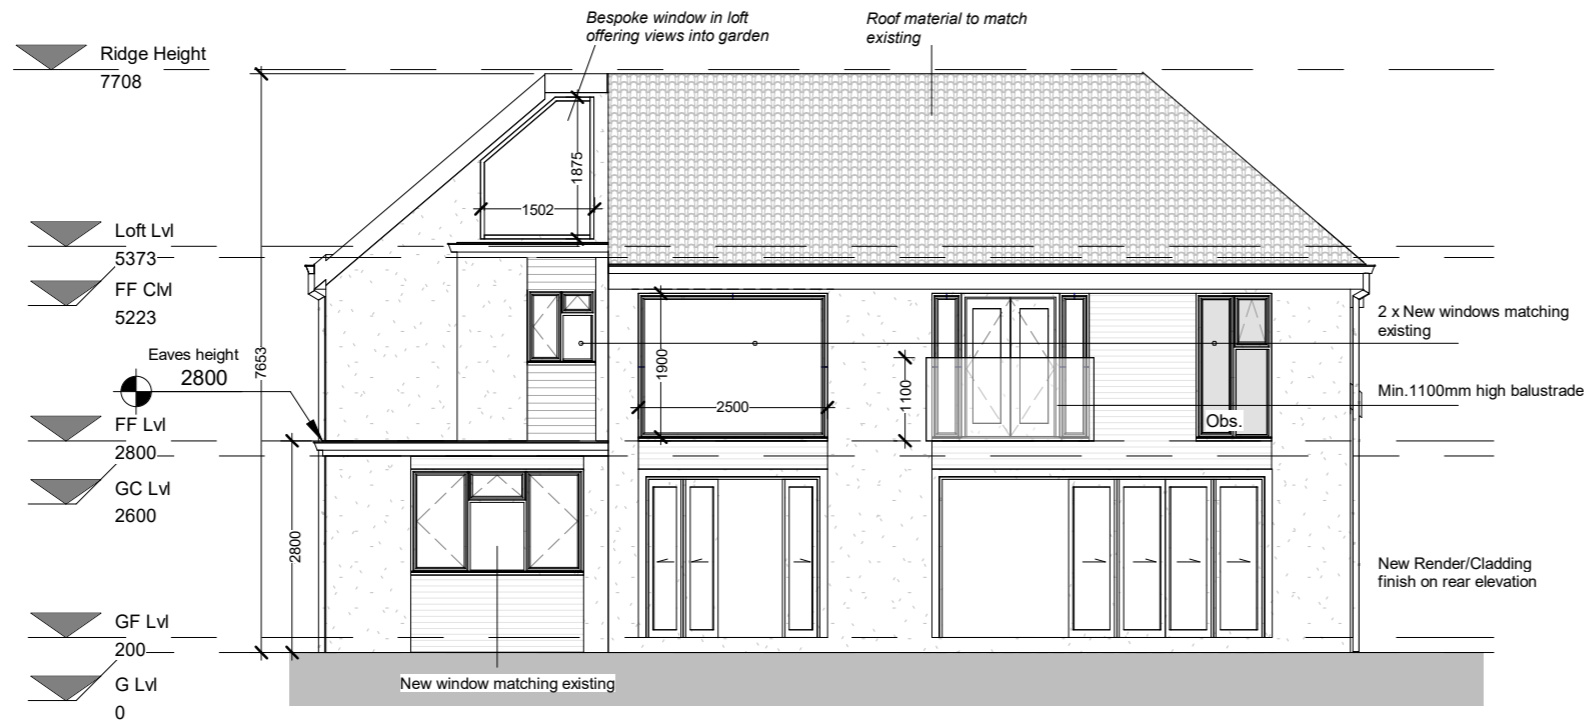 Bespoke window in loft
offering views into garden
Roof material to match
existing
Ridge Height
7708
1875
1502
Loft Lvl
5373
FF Clvl
5223
7653
Eaves height
2800
FF Lvl
2800
GC Lvl
2600
2800
GF Lvl
200
G Lvl
0
1900
2500
1100
Obs.
2 x New windows matching
existing
Min.1100mm high balustrade
New Render/Cladding
finish on rear elevation
New window matching existing